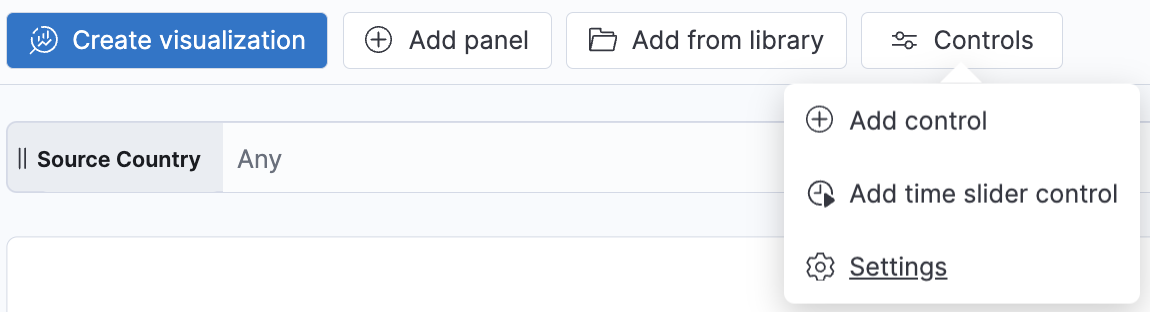 Create visualization Add panel Add from library Controls
Add control
Source Country Any
Add time slider control
Settings